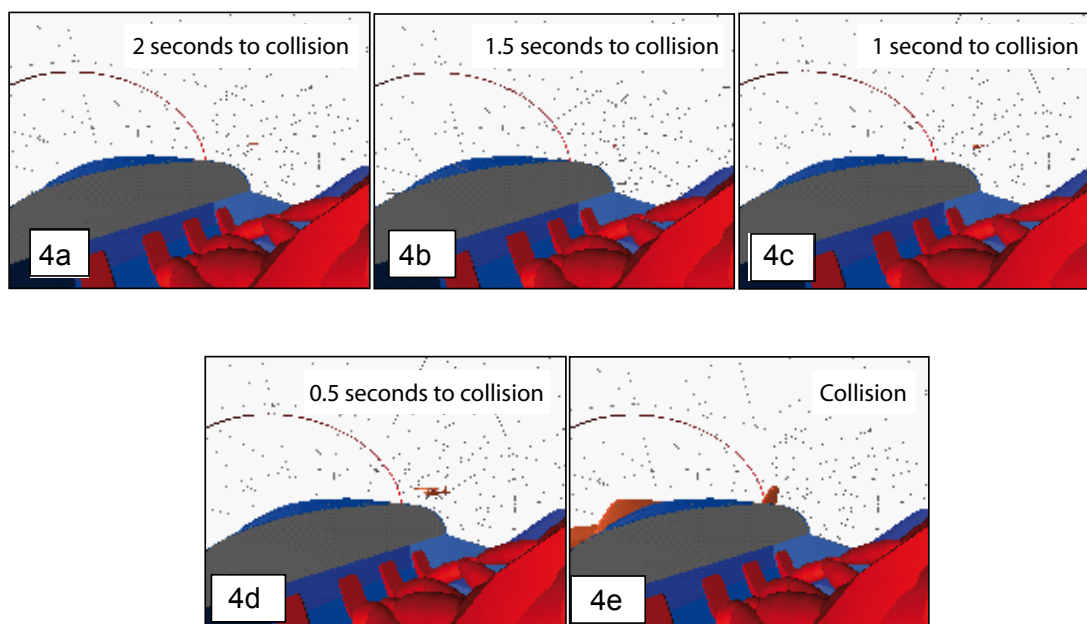 2 seconds to collision
4a
1.5 seconds to collision
4b
1 second to collision
4c
0.5 seconds to collision
4d
Collision
4e